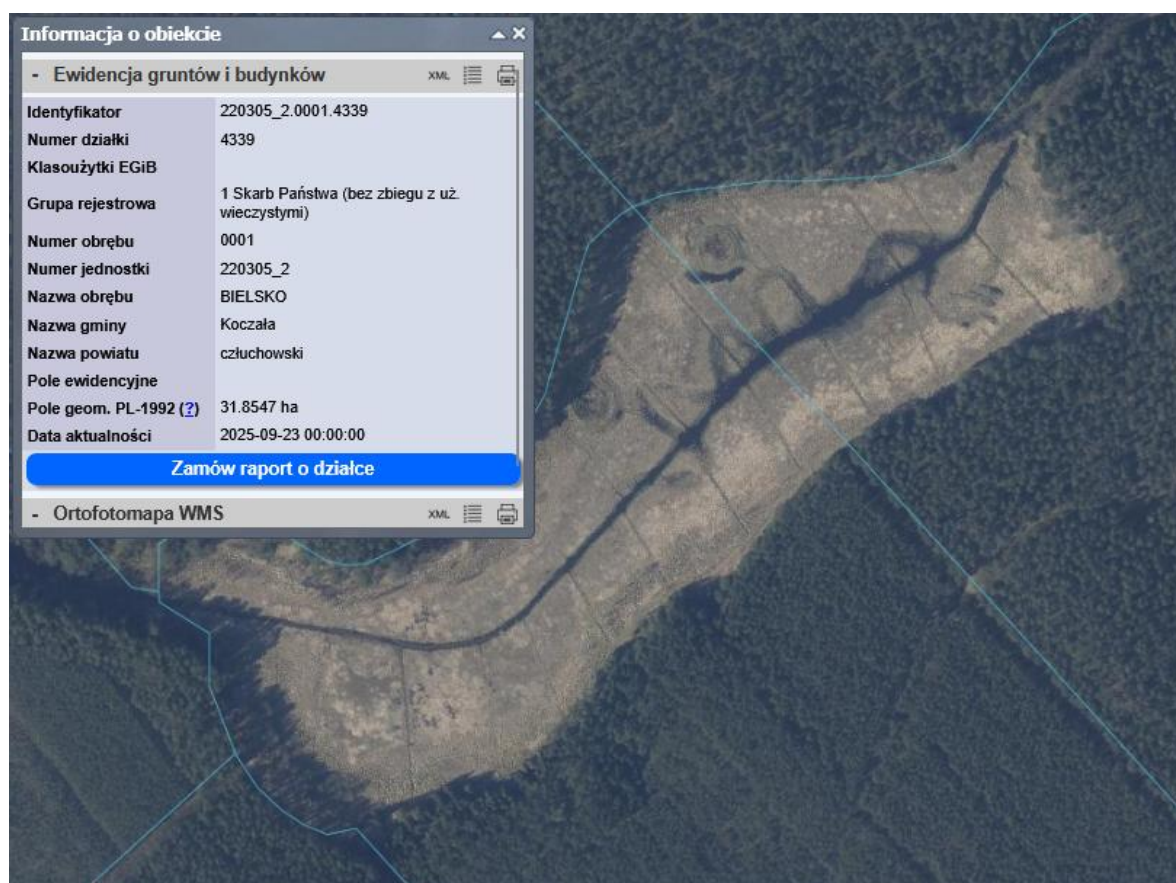 Informacja o obiekcie
- Ewidencja gruntów i budynków XML
Identyfikator 220305_2.0001.4339
Numer działki 4339
Klasoużytki EGiB
Grupa rejestrowa 1 Skarb Państwa (bez zbiegu z uż.
wieczystymi)
Numer obrębu 0001
Numer jednostki 220305_2
Nazwa obrębu BIELSKO
Nazwa gminy Koczała
Nazwa powiatu człuchowski
Pole ewidencyjne
Pole geom. PL-1992 (?) 31.8547 ha
Data aktualności 2025-09-23 00:00:00
Zamów raport o działce
- Ortofotomapa WMS XML